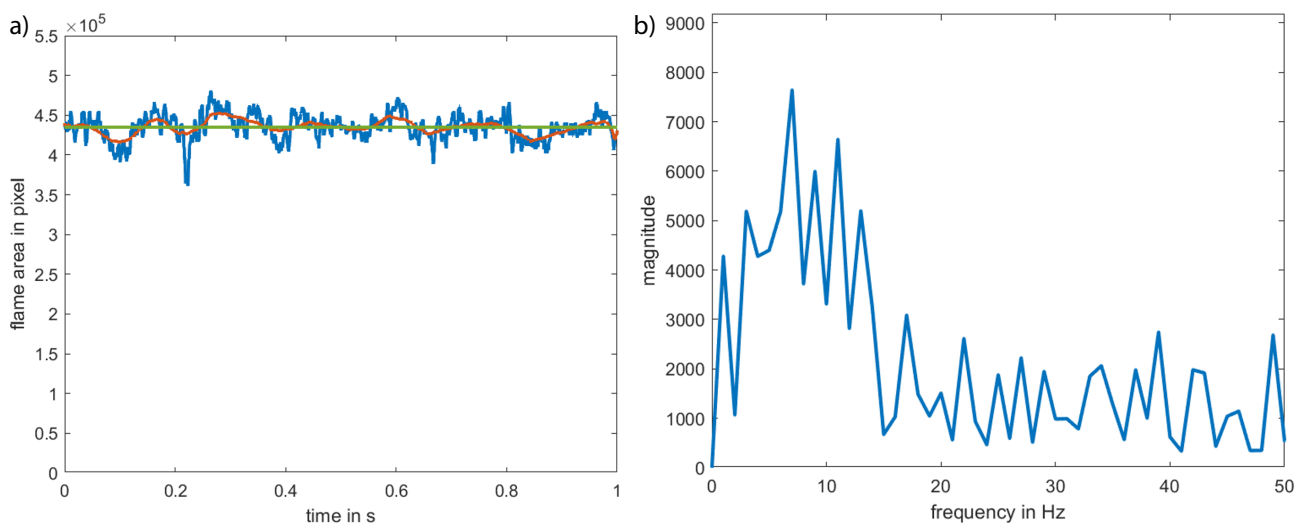 a)
×10⁵
5.5
5
4.5
4
3.5
3
2.5
2
1.5
1
0.5
0
flame area in pixel
0 0.2 0.4 0.6 0.8 1
time in s
b)
9000
8000
7000
6000
5000
4000
3000
2000
1000
0
magnitude
0 10 20 30 40 50
frequency in Hz